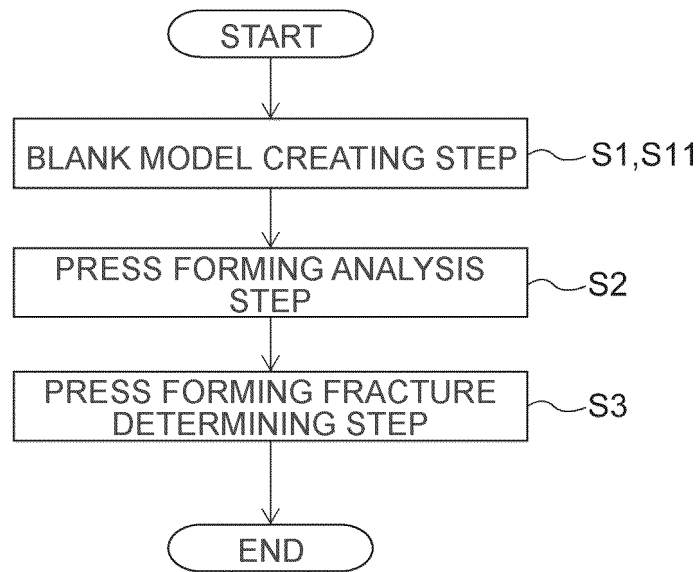 START
BLANK MODEL CREATING STEP
S1,S11
PRESS FORMING ANALYSIS
STEP
S2
PRESS FORMING FRACTURE
DETERMINING STEP
S3
END